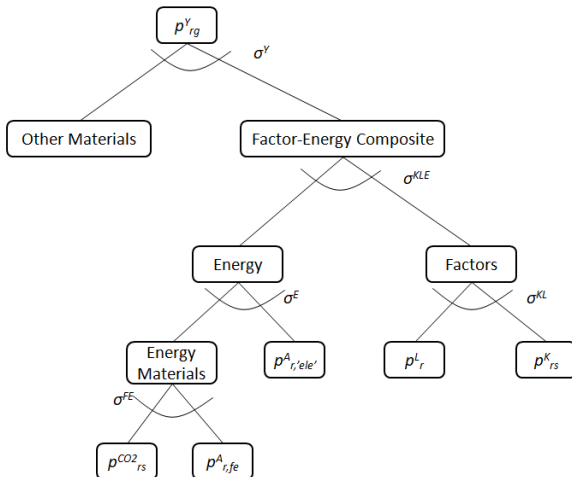 p^Y_rg
σ^Y
Other Materials
Factor-Energy Composite
σ^KLE
Energy
Factors
σ^E
σ^KL
Energy
Materials
p^A_r,'ele'
p^L_r
p^K_rs
σ^FE
p^CO2_rs
p^A_r,fe